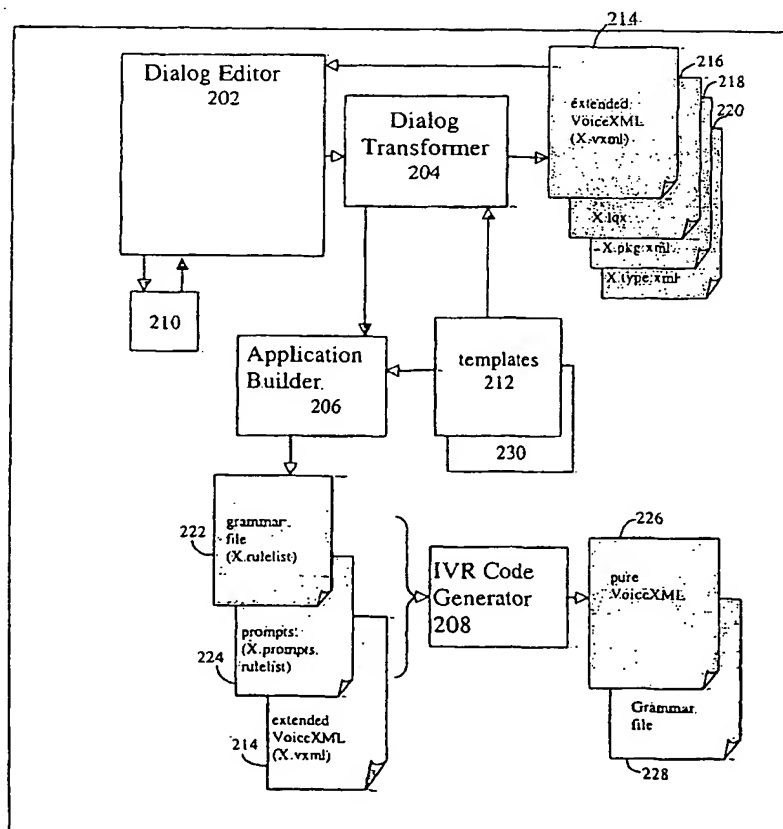 214
Dialog Editor
202
216
218
220
extended
VoiceXML
(X.vxml)
Dialog
Transformer
204
X.lqx
X.pkg.xml
X.type.xml
210
Application
Builder
206
templates
212
230
222
grammar
file
(X.rulelist)
226
pure
VoiceXML
IVR Code
Generator
208
prompts
(X.prompts.
rulelist)
224
extended
VoiceXML
(X.vxml)
214
Grammar
file
228